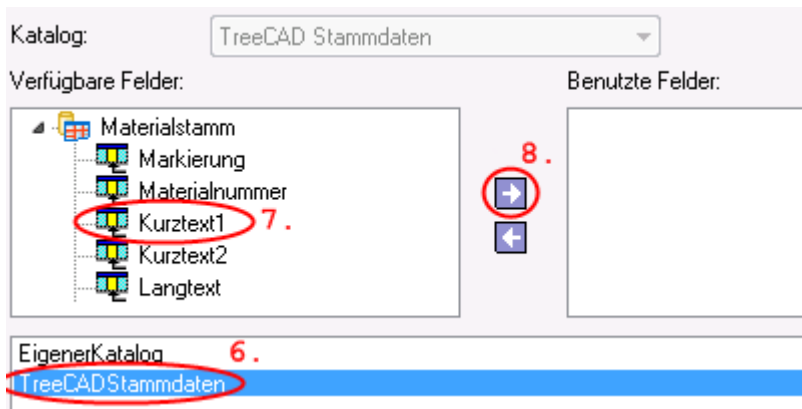 Katalog: TreeCAD Stammdaten
Verfügbare Felder: Benutzte Felder:
Materialstamm
Markierung 8.
Materialnummer
Kurztext1 7.
Kurztext2
Langtext
EigenerKatalog 6.
TreeCADStammdaten